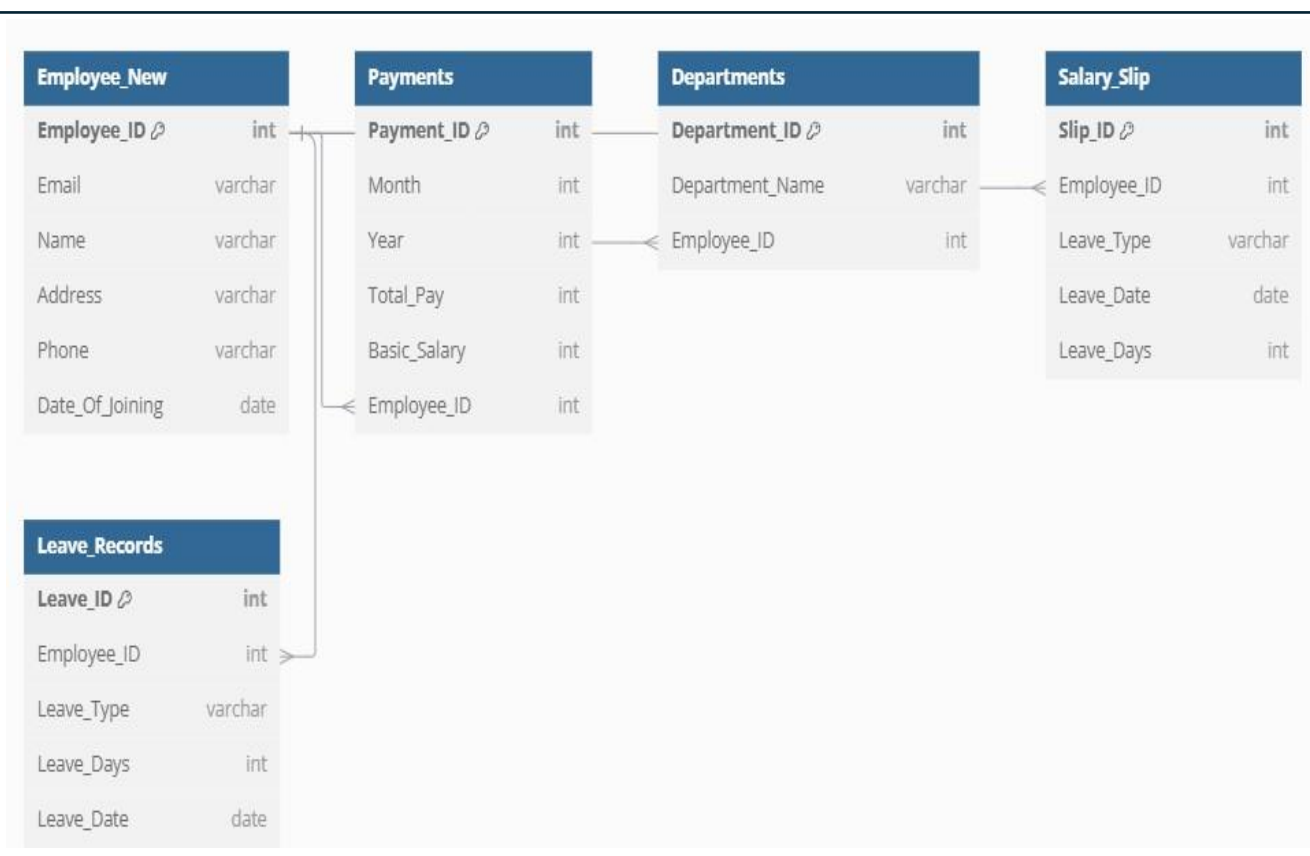 Employee_New
Employee_ID int
Email varchar
Name varchar
Address varchar
Phone varchar
Date_Of_Joining date
Payments
Payment_ID int
Month int
Year int
Total_Pay int
Basic_Salary int
Employee_ID int
Departments
Department_ID int
Department_Name varchar
Employee_ID int
Salary_Slip
Slip_ID int
Employee_ID int
Leave_Type varchar
Leave_Date date
Leave_Days int
Leave_Records
Leave_ID int
Employee_ID int
Leave_Type varchar
Leave_Days int
Leave_Date date